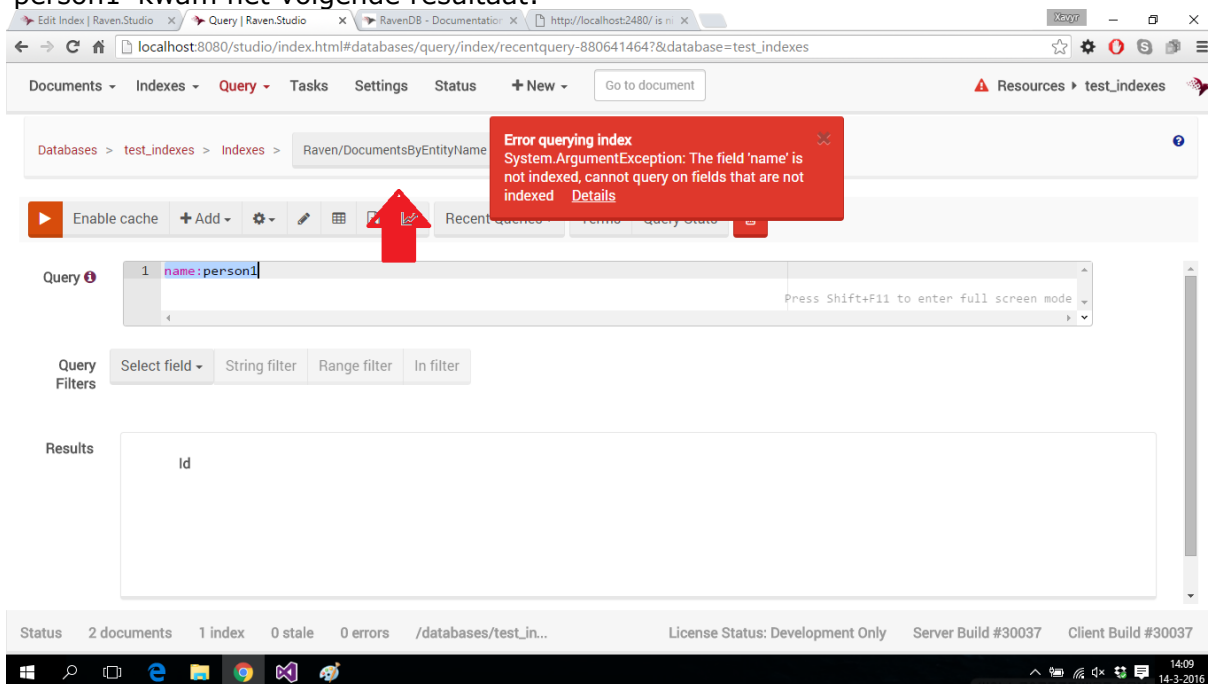 person1' kwam het volgende resultaat:
Edit Index | Raven.Studio Query | Raven.Studio RavenDB - Documentation http://localhost:2480/ is ni Xavyr
localhost:8080/studio/index.html#databases/query/index/recentquery-880641464?&database=test_indexes
Documents Indexes Query Tasks Settings Status + New Go to document Resources test_indexes
Databases > test_indexes > Indexes > Raven/DocumentsByEntityName
Error querying index
System.ArgumentException: The field 'name' is
not indexed, cannot query on fields that are not
indexed Details
Enable cache + Add Recent Queries Terms Query Stats
Query 1 name:person1
Press Shift+F11 to enter full screen mode
Query
Filters
Select field String filter Range filter In filter
Results
Id
Status 2 documents 1 index 0 stale 0 errors /databases/test_in... License Status: Development Only Server Build #30037 Client Build #30037
14:09
14-3-2016